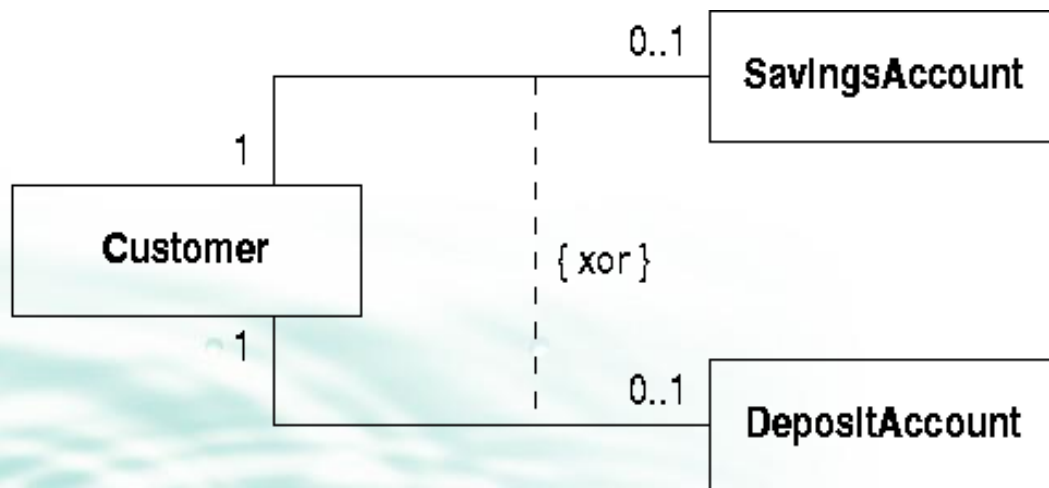 0..1
SavingsAccount
1
Customer
{ xor }
1
0..1
DepositAccount